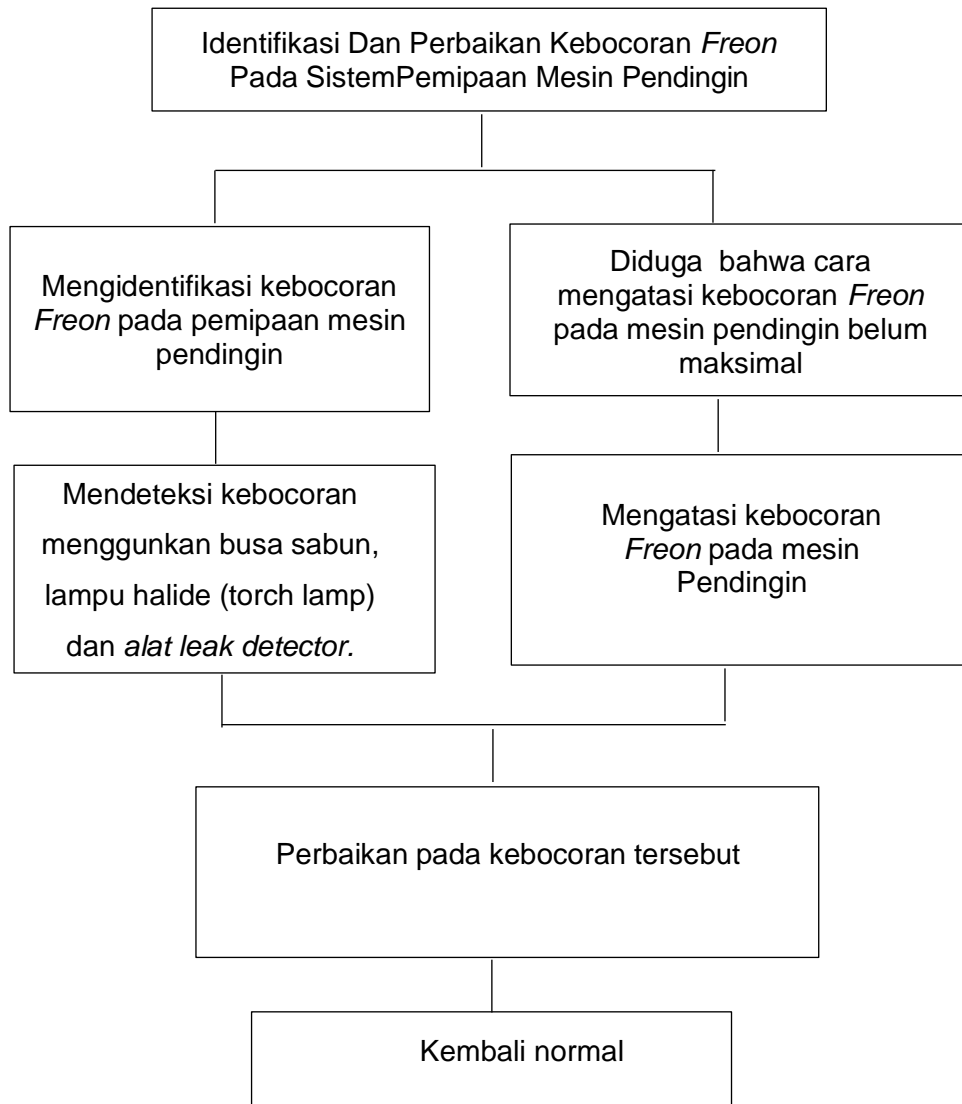 Identifikasi Dan Perbaikan Kebocoran Freon
Pada SistemPemipaan Mesin Pendingin
Mengidentifikasi kebocoran
Freon pada pemipaan mesin
pendingin
Diduga bahwa cara
mengatasi kebocoran Freon
pada mesin pendingin belum
maksimal
Mendeteksi kebocoran
menggunkan busa sabun,
lampu halide (torch lamp)
dan alat leak detector.
Mengatasi kebocoran
Freon pada mesin
Pendingin
Perbaikan pada kebocoran tersebut
Kembali normal